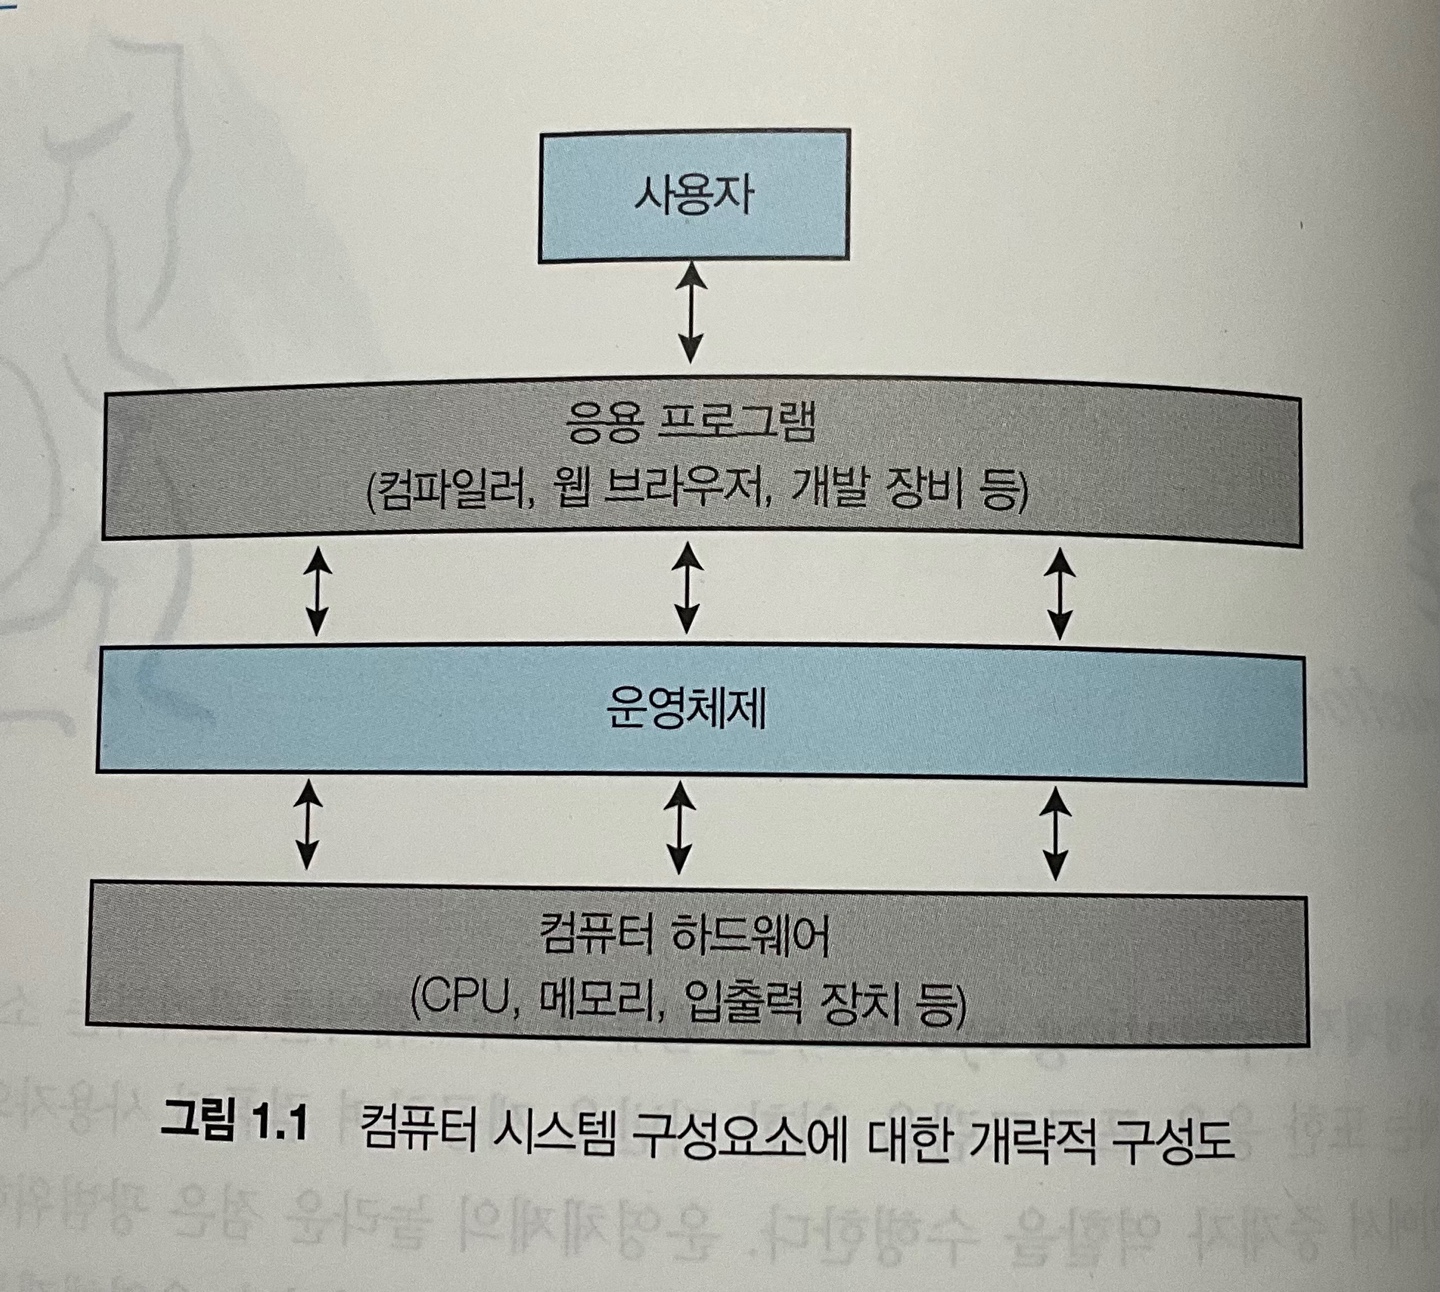 사용자
응용 프로그램
(컴파일러, 웹 브라우저, 개발 장비 등)
운영체제
컴퓨터 하드웨어
(CPU, 메모리, 입출력 장치 등)
그림 1.1 컴퓨터 시스템 구성요소에 대한 개략적 구성도